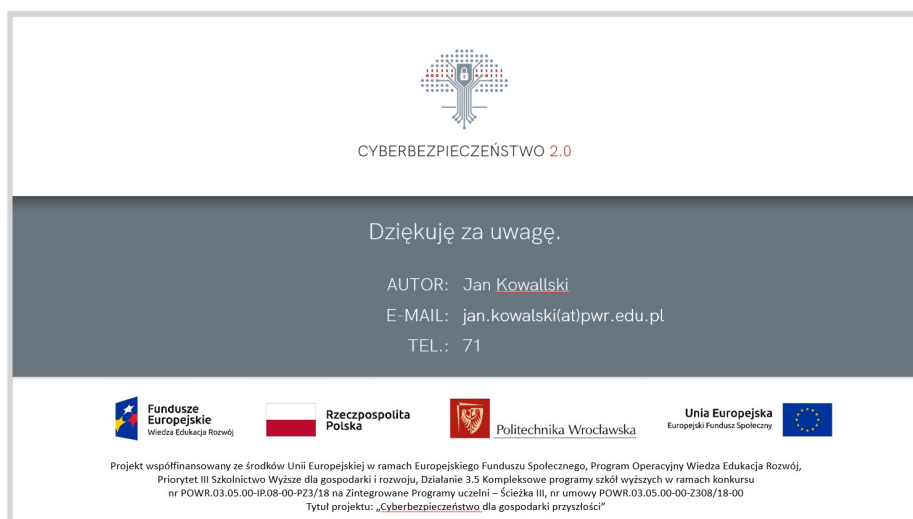 CYBERBEZPIECZEŃSTWO 2.0
Dziękuję za uwagę.
AUTOR: Jan Kowallski
E-MAIL: jan.kowalski(at)pwr.edu.pl
TEL.: 71
Fundusze
Europejskie
Wiedza Edukacja Rozwój
Rzeczpospolita
Polska
Politechnika Wrocławska
Unia Europejska
Europejski Fundusz Społeczny
Projekt współfinansowany ze środków Unii Europejskiej w ramach Europejskiego Funduszu Społecznego, Program Operacyjny Wiedza Edukacja Rozwój,
Priorytet III Szkolnictwo Wyższe dla gospodarki i rozwoju, Działanie 3.5 Kompleksowe programy szkół wyższych w ramach konkursu
nr POWR.03.05.00-IP.08-00-PZ3/18 na Zintegrowane Programy uczelni – Ścieżka III, nr umowy POWR.03.05.00-00-Z308/18-00
Tytuł projektu: „Cyberbezpieczeństwo dla gospodarki przyszłości”